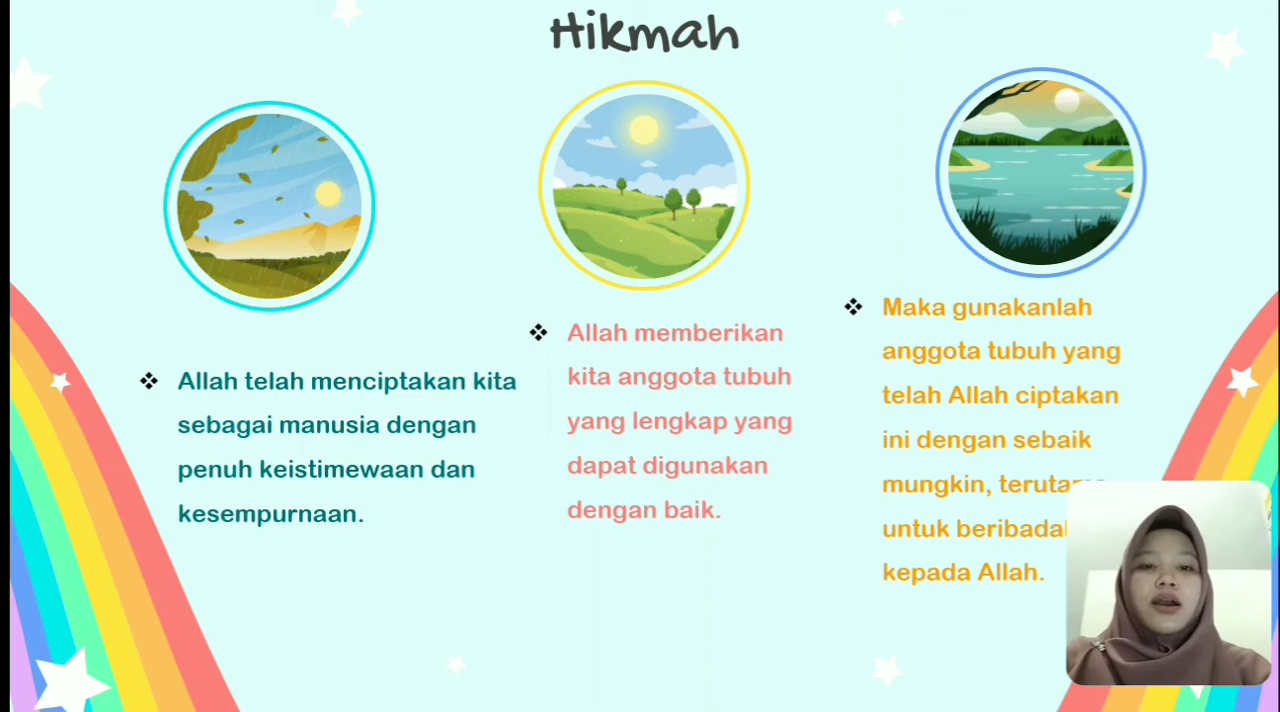 Hikmah
Allah telah menciptakan kita
sebagai manusia dengan
penuh keistimewaan dan
kesempurnaan.
Allah memberikan
kita anggota tubuh
yang lengkap yang
dapat digunakan
dengan baik.
Maka gunakanlah
anggota tubuh yang
telah Allah ciptakan
ini dengan sebaik
mungkin, terutama
untuk beribadah
kepada Allah.